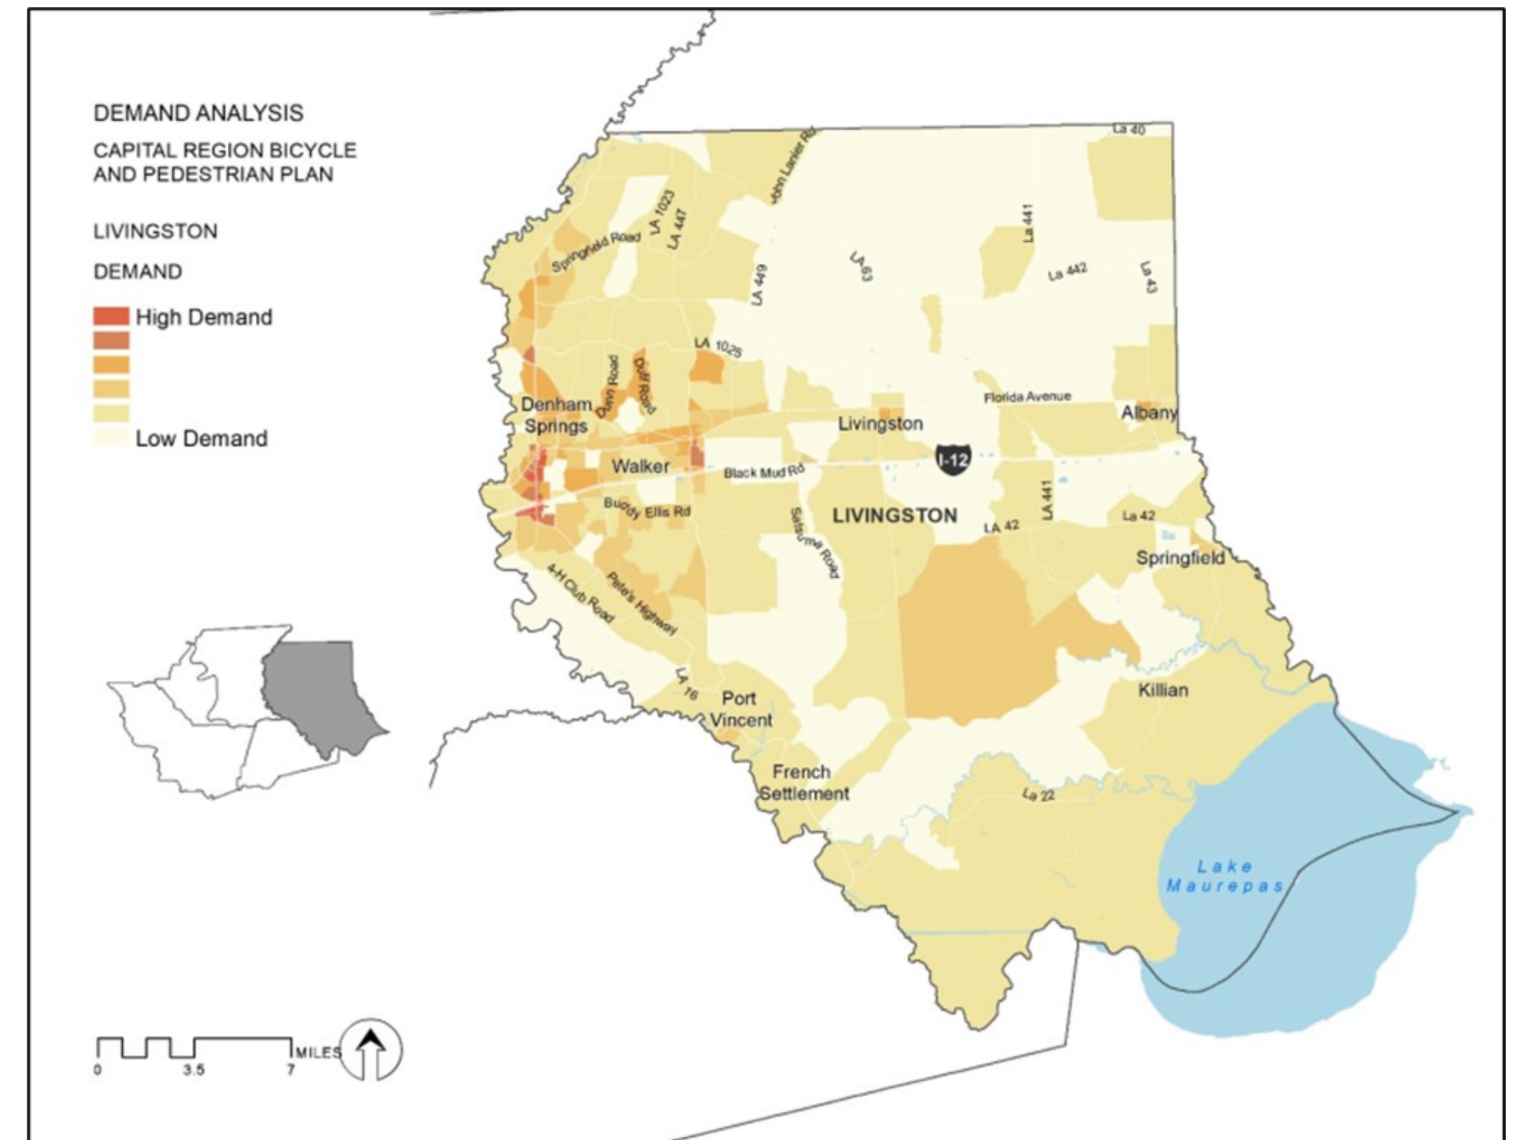 DEMAND ANALYSIS
CAPITAL REGION BICYCLE
AND PEDESTRIAN PLAN
LIVINGSTON
DEMAND
High Demand
Low Demand
La 40
John Lanier Rd
LA 1023
LA 447
Springfield Road
La 441
LA 449
LA 63
La 442
La 43
LA 1025
Dunn Road
Duff Road
Denham
Springs
Florida Avenue
Albany
Livingston
I-12
Walker
Black Mud Rd
Buddy Ellis Rd
LIVINGSTON
LA 441
LA 42
La 42
Satsuma Road
Springfield
4-H Club Road
Pete's Highway
LA 16
Killian
Port
Vincent
French
Settlement
La 22
Lake
Maurepas
MILES
0 3.5 7